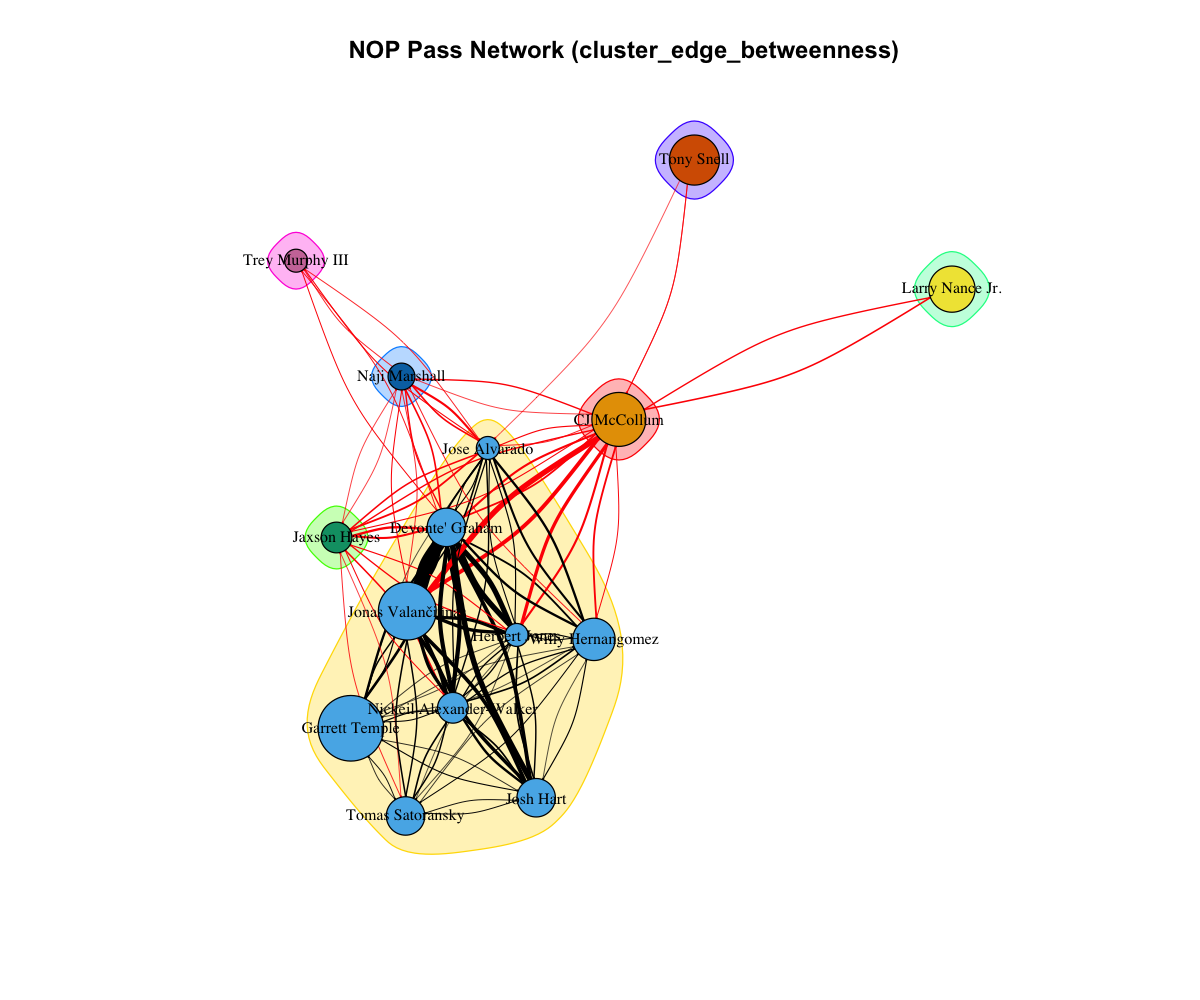 NOP Pass Network (cluster_edge_betweenness)
Tony Snell
Trey Murphy III
Larry Nance Jr.
Naji Marshall
CJ McCollum
Jose Alvarado
Devonte' Graham
Jaxson Hayes
Jonas Valančiūnas
Herbert Jones
Willy Hernangomez
Nickeil Alexander-Walker
Garrett Temple
Josh Hart
Tomas Satoransky